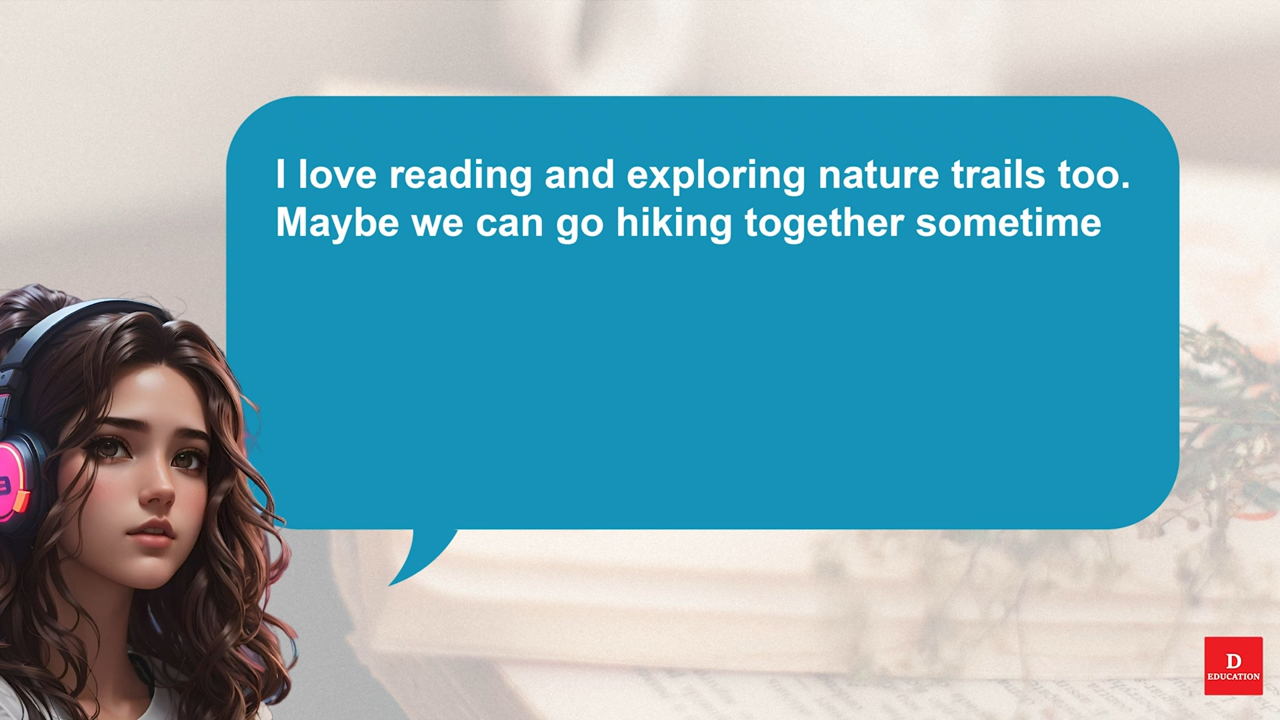 I love reading and exploring nature trails too.
Maybe we can go hiking together sometime
D
EDUCATION